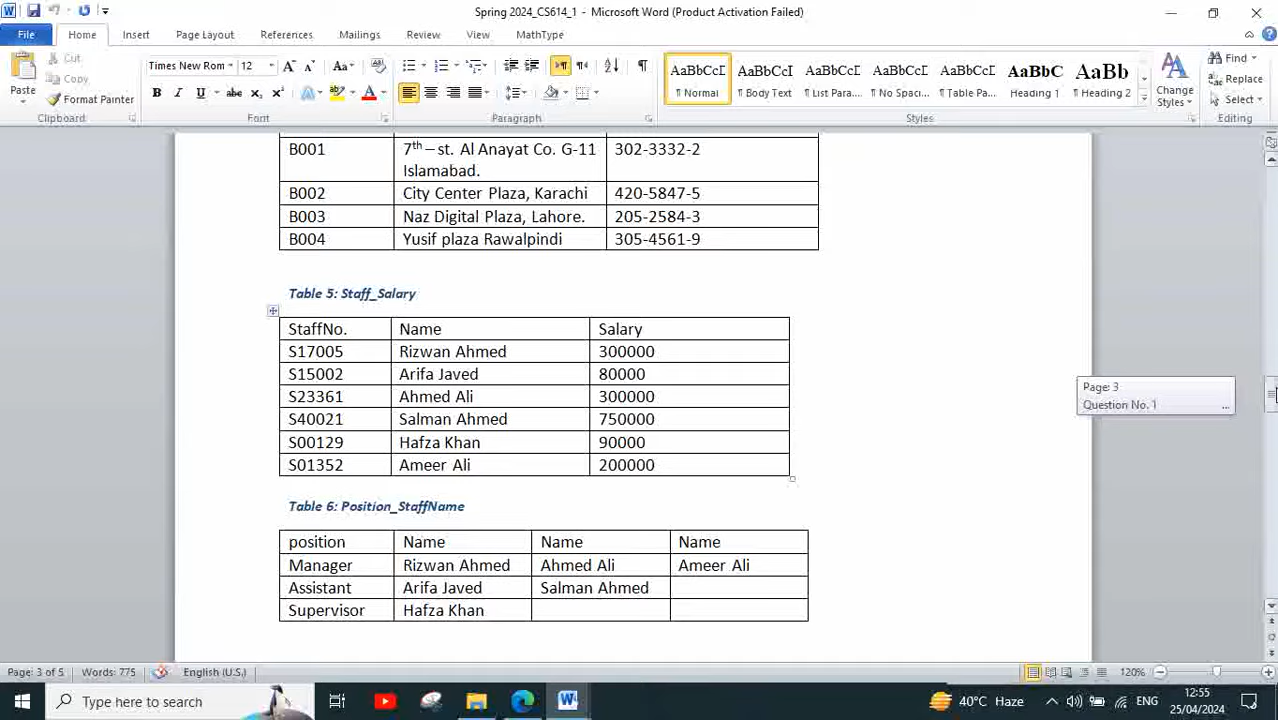 Spring 2024_CS614_1 - Microsoft Word (Product Activation Failed)
File Home Insert Page Layout References Mailings Review View MathType
Paste Cut Copy Format Painter
Times New Rom 12
AaBbCcI AaBbCcI AaBbCcI AaBbCcI AaBbCcI AaBbC AaBb
¶ Normal ¶ Body Text ¶ List Para... ¶ No Spaci... ¶ Table Pa... Heading 1 ¶ Heading 2
Change Styles
Find Replace Select
Clipboard Font Paragraph Styles Editing
B001 7th – st. Al Anayat Co. G-11 302-3332-2
Islamabad.
B002 City Center Plaza, Karachi 420-5847-5
B003 Naz Digital Plaza, Lahore. 205-2584-3
B004 Yusif plaza Rawalpindi 305-4561-9
Table 5: Staff_Salary
StaffNo. Name Salary
S17005 Rizwan Ahmed 300000
S15002 Arifa Javed 80000
S23361 Ahmed Ali 300000
S40021 Salman Ahmed 750000
S00129 Hafza Khan 90000
S01352 Ameer Ali 200000
Page: 3
Question No. 1 ...
Table 6: Position_StaffName
position Name Name Name
Manager Rizwan Ahmed Ahmed Ali Ameer Ali
Assistant Arifa Javed Salman Ahmed
Supervisor Hafza Khan
Page: 3 of 5 Words: 775 English (U.S.) 120%
Type here to search
40°C Haze ENG 12:55
25/04/2024